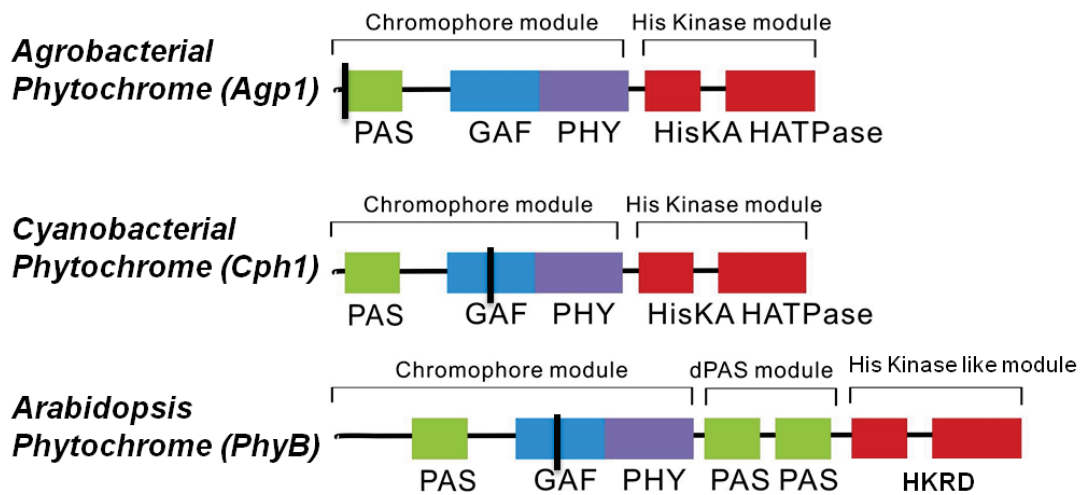 Chromophore module His Kinase module
Agrobacterial
Phytochrome (Agp1)
PAS GAF PHY HisKA HATPase
Chromophore module His Kinase module
Cyanobacterial
Phytochrome (Cph1)
PAS GAF PHY HisKA HATPase
Chromophore module dPAS module His Kinase like module
Arabidopsis
Phytochrome (PhyB)
PAS GAF PHY PAS PAS HKRD